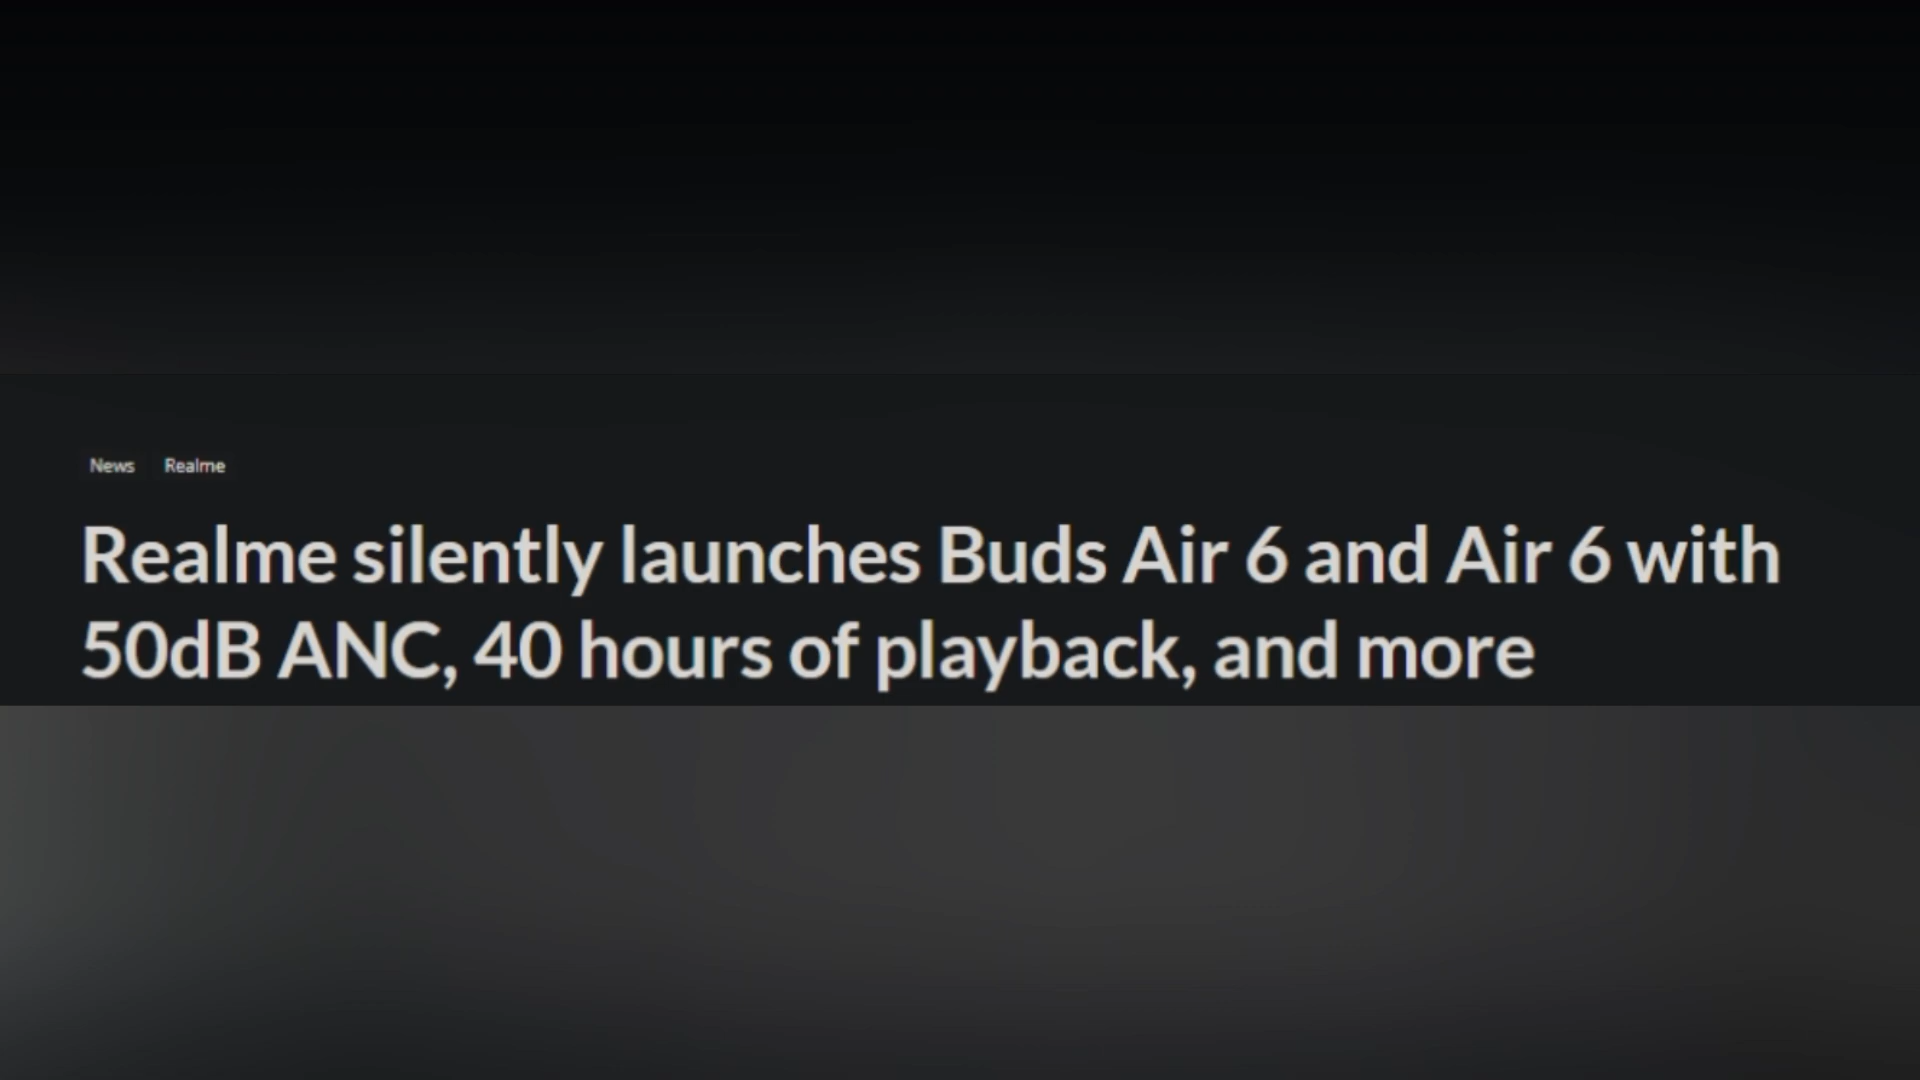 News Realme
Realme silently launches Buds Air 6 and Air 6 with
50dB ANC, 40 hours of playback, and more